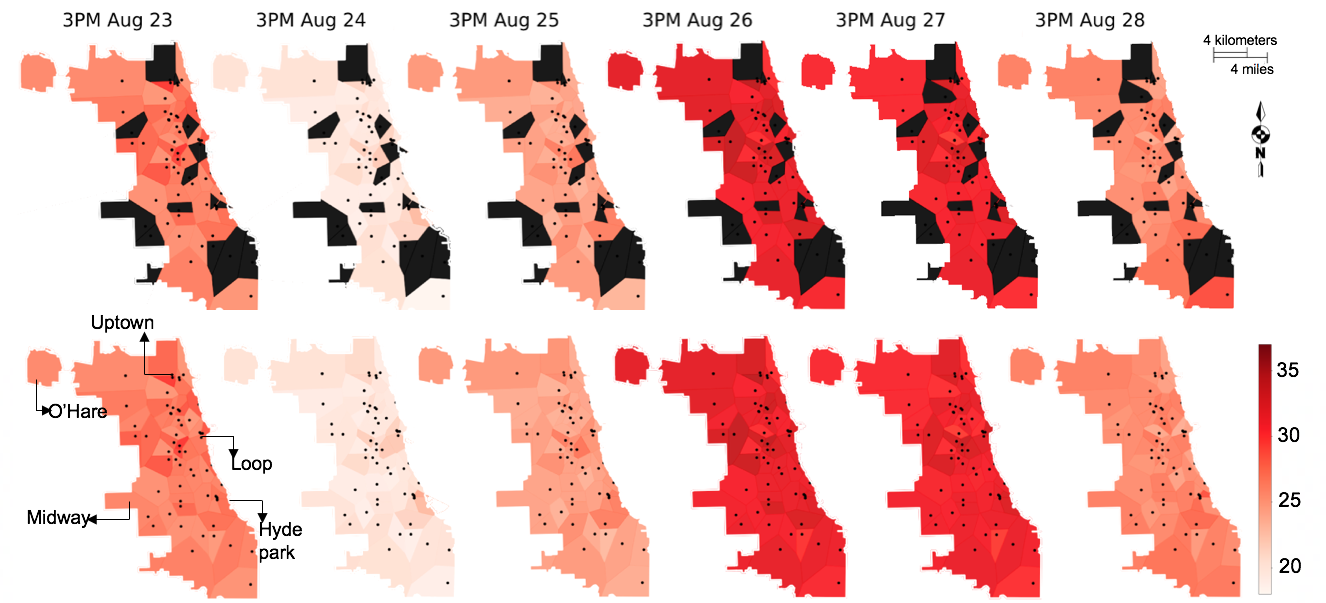 3PM Aug 23
3PM Aug 24
3PM Aug 25
3PM Aug 26
3PM Aug 27
3PM Aug 28
4 kilometers
4 miles
N
Uptown
O'Hare
Loop
Midway
Hyde
park
35
30
25
20